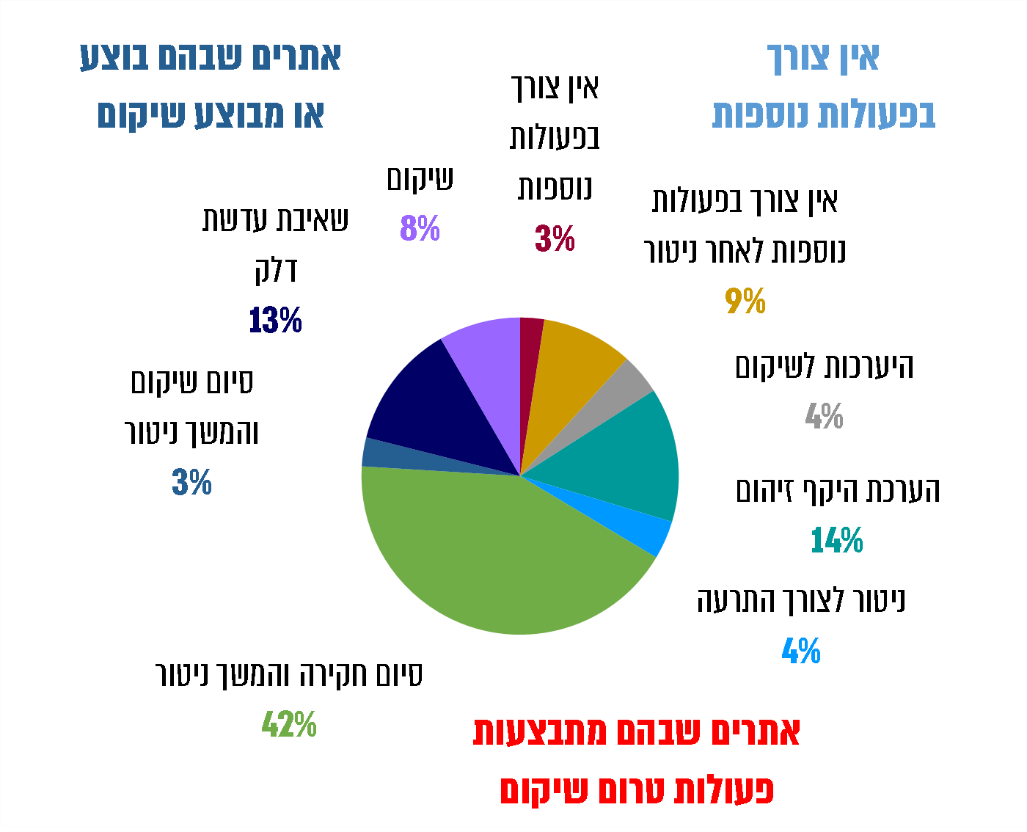 אין צורך
בפעולות נוספות
אתרים שבהם בוצע
או מבוצע שיקום
אין צורך
בפעולות
נוספות
3%
אין צורך בפעולות
נוספות לאחר ניטור
9%
היערכות לשיקום
4%
הערכת היקף זיהום
14%
ניטור לצורך התרעה
4%
אתרים שבהם מתבצעות
פעולות טרום שיקום
סיום חקירה והמשך ניטור
42%
סיום שיקום
והמשך ניטור
3%
שאיבת עדשת
דלק
13%
שיקום
8%